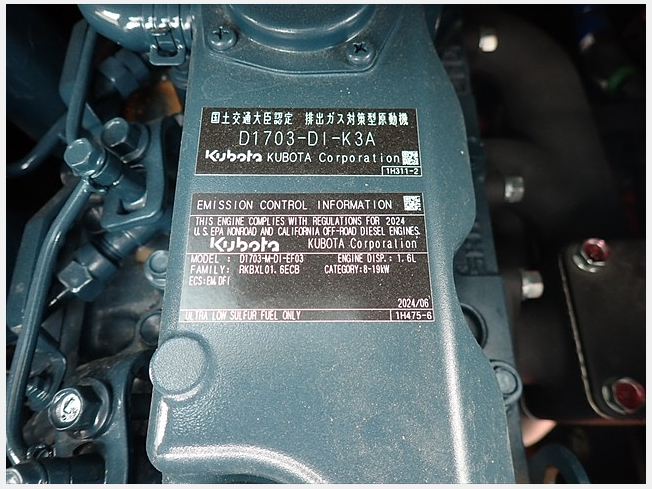 国土交通大臣認定 排出ガス対策型原動機
D1703-DI-K3A
Kubota KUBOTA Corporation
1H311-2
EMISSION CONTROL INFORMATION
THIS ENGINE COMPLIES WITH REGULATIONS FOR 2024
U.S.EPA NONROAD AND CALIFORNIA OFF-ROAD DIESEL ENGINES.
Kubota KUBOTA Corporation
MODEL : D1703-M-DI-EF03 ENGINE DISP.: 1.6L
FAMILY: RKBXL01.6ECB CATEGORY:8-19kW
ECS:EM,DFI
2024/06
ULTRA LOW SULFUR FUEL ONLY 1H475-6